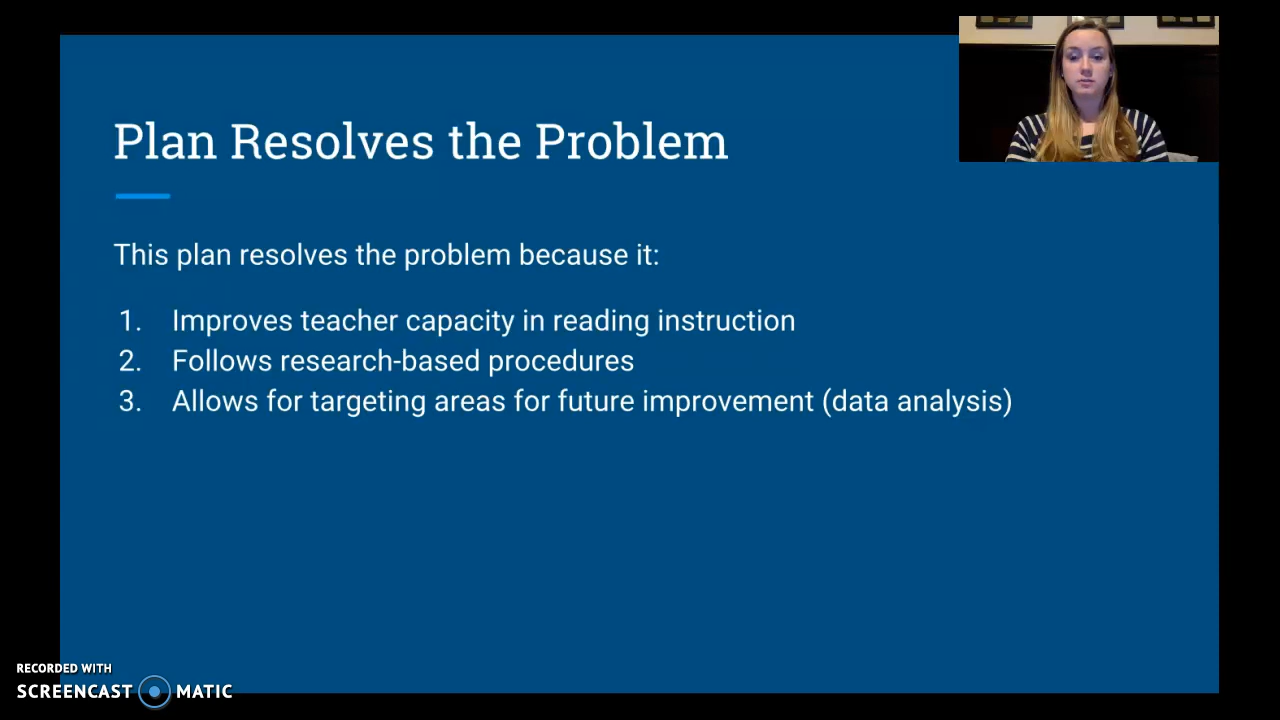 Plan Resolves the Problem
This plan resolves the problem because it:
1. Improves teacher capacity in reading instruction
2. Follows research-based procedures
3. Allows for targeting areas for future improvement (data analysis)
RECORDED WITH
SCREENCAST MATIC